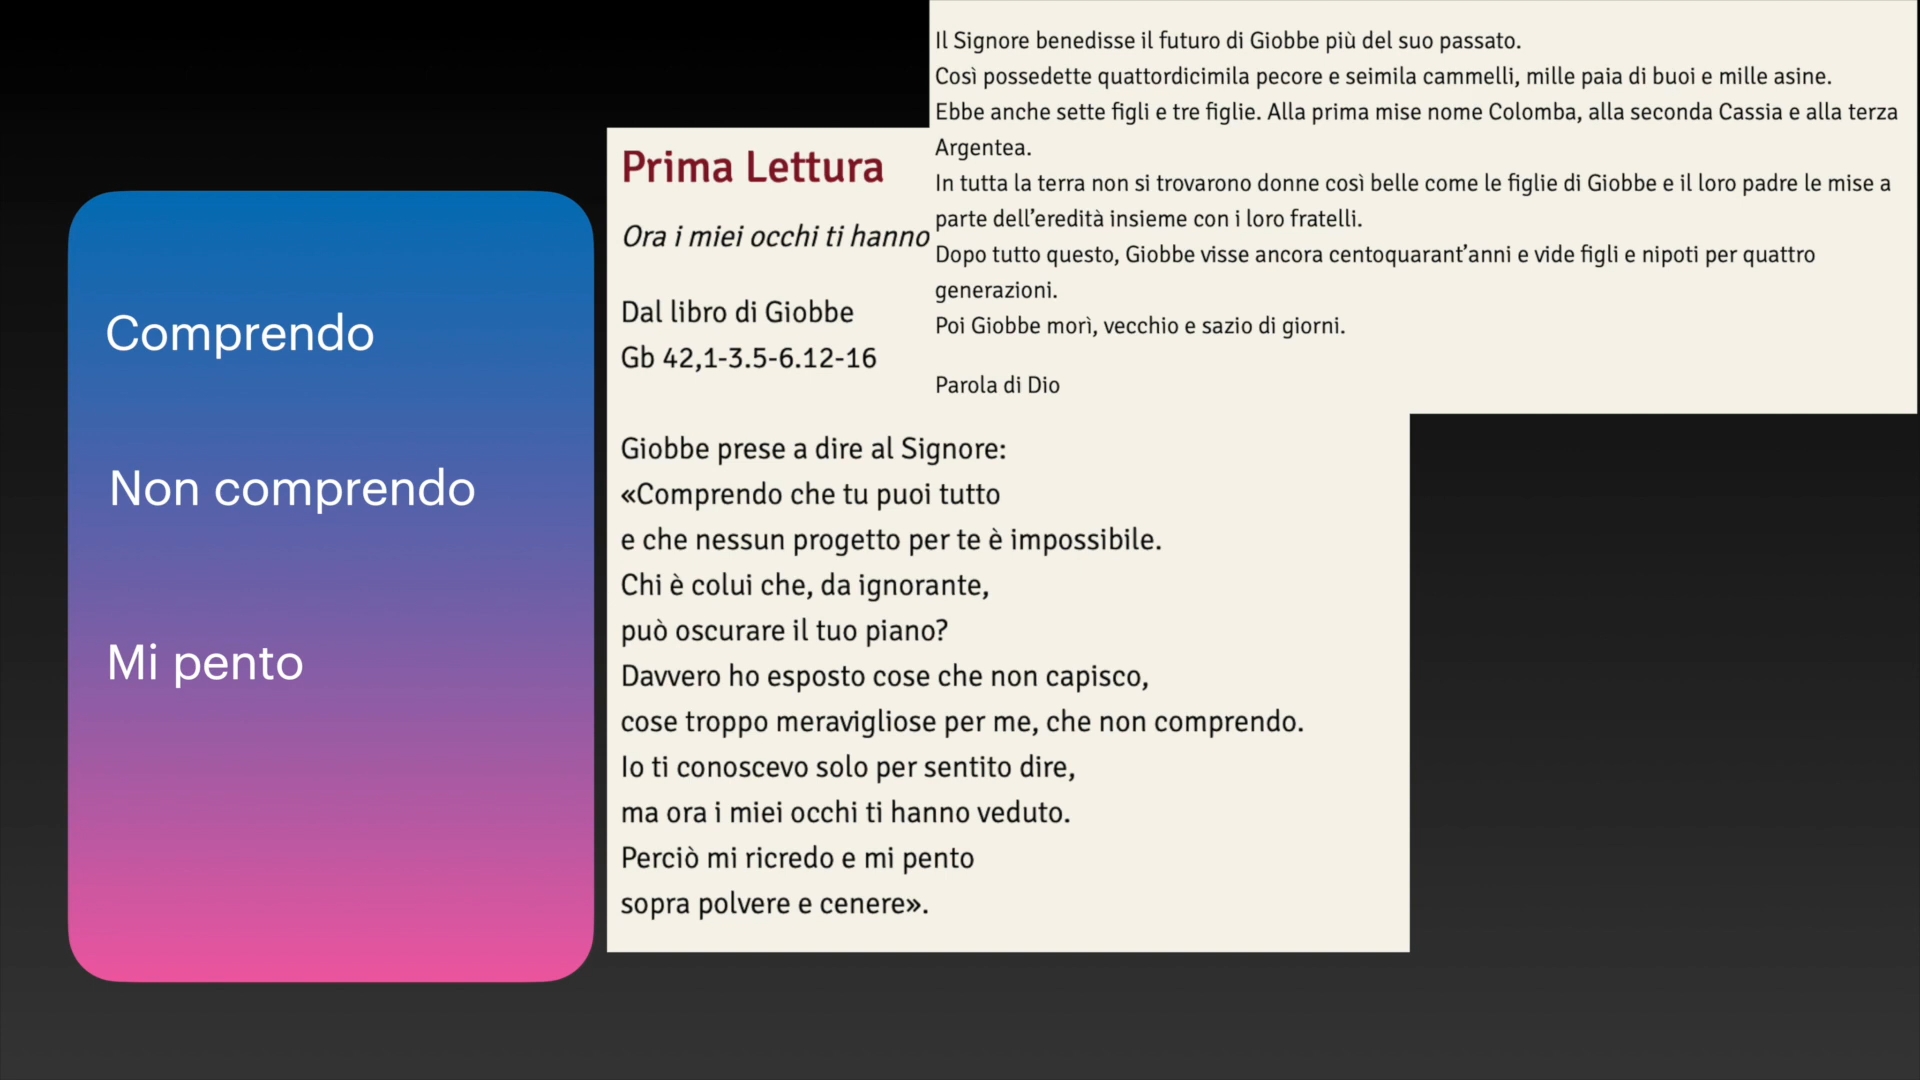 Comprendo
Non comprendo
Mi pento
Prima Lettura
Ora i miei occhi ti hanno
Dal libro di Giobbe
Gb 42,1-3.5-6.12-16
Giobbe prese a dire al Signore:
«Comprendo che tu puoi tutto
e che nessun progetto per te è impossibile.
Chi è colui che, da ignorante,
può oscurare il tuo piano?
Davvero ho esposto cose che non capisco,
cose troppo meravigliose per me, che non comprendo.
Io ti conoscevo solo per sentito dire,
ma ora i miei occhi ti hanno veduto.
Perciò mi ricredo e mi pento
sopra polvere e cenere».
Il Signore benedisse il futuro di Giobbe più del suo passato.
Così possedette quattordicimila pecore e seimila cammelli, mille paia di buoi e mille asine.
Ebbe anche sette figli e tre figlie. Alla prima mise nome Colomba, alla seconda Cassia e alla terza
Argentea.
In tutta la terra non si trovarono donne così belle come le figlie di Giobbe e il loro padre le mise a
parte dell’eredità insieme con i loro fratelli.
Dopo tutto questo, Giobbe visse ancora centoquarant’anni e vide figli e nipoti per quattro
generazioni.
Poi Giobbe morì, vecchio e sazio di giorni.
Parola di Dio